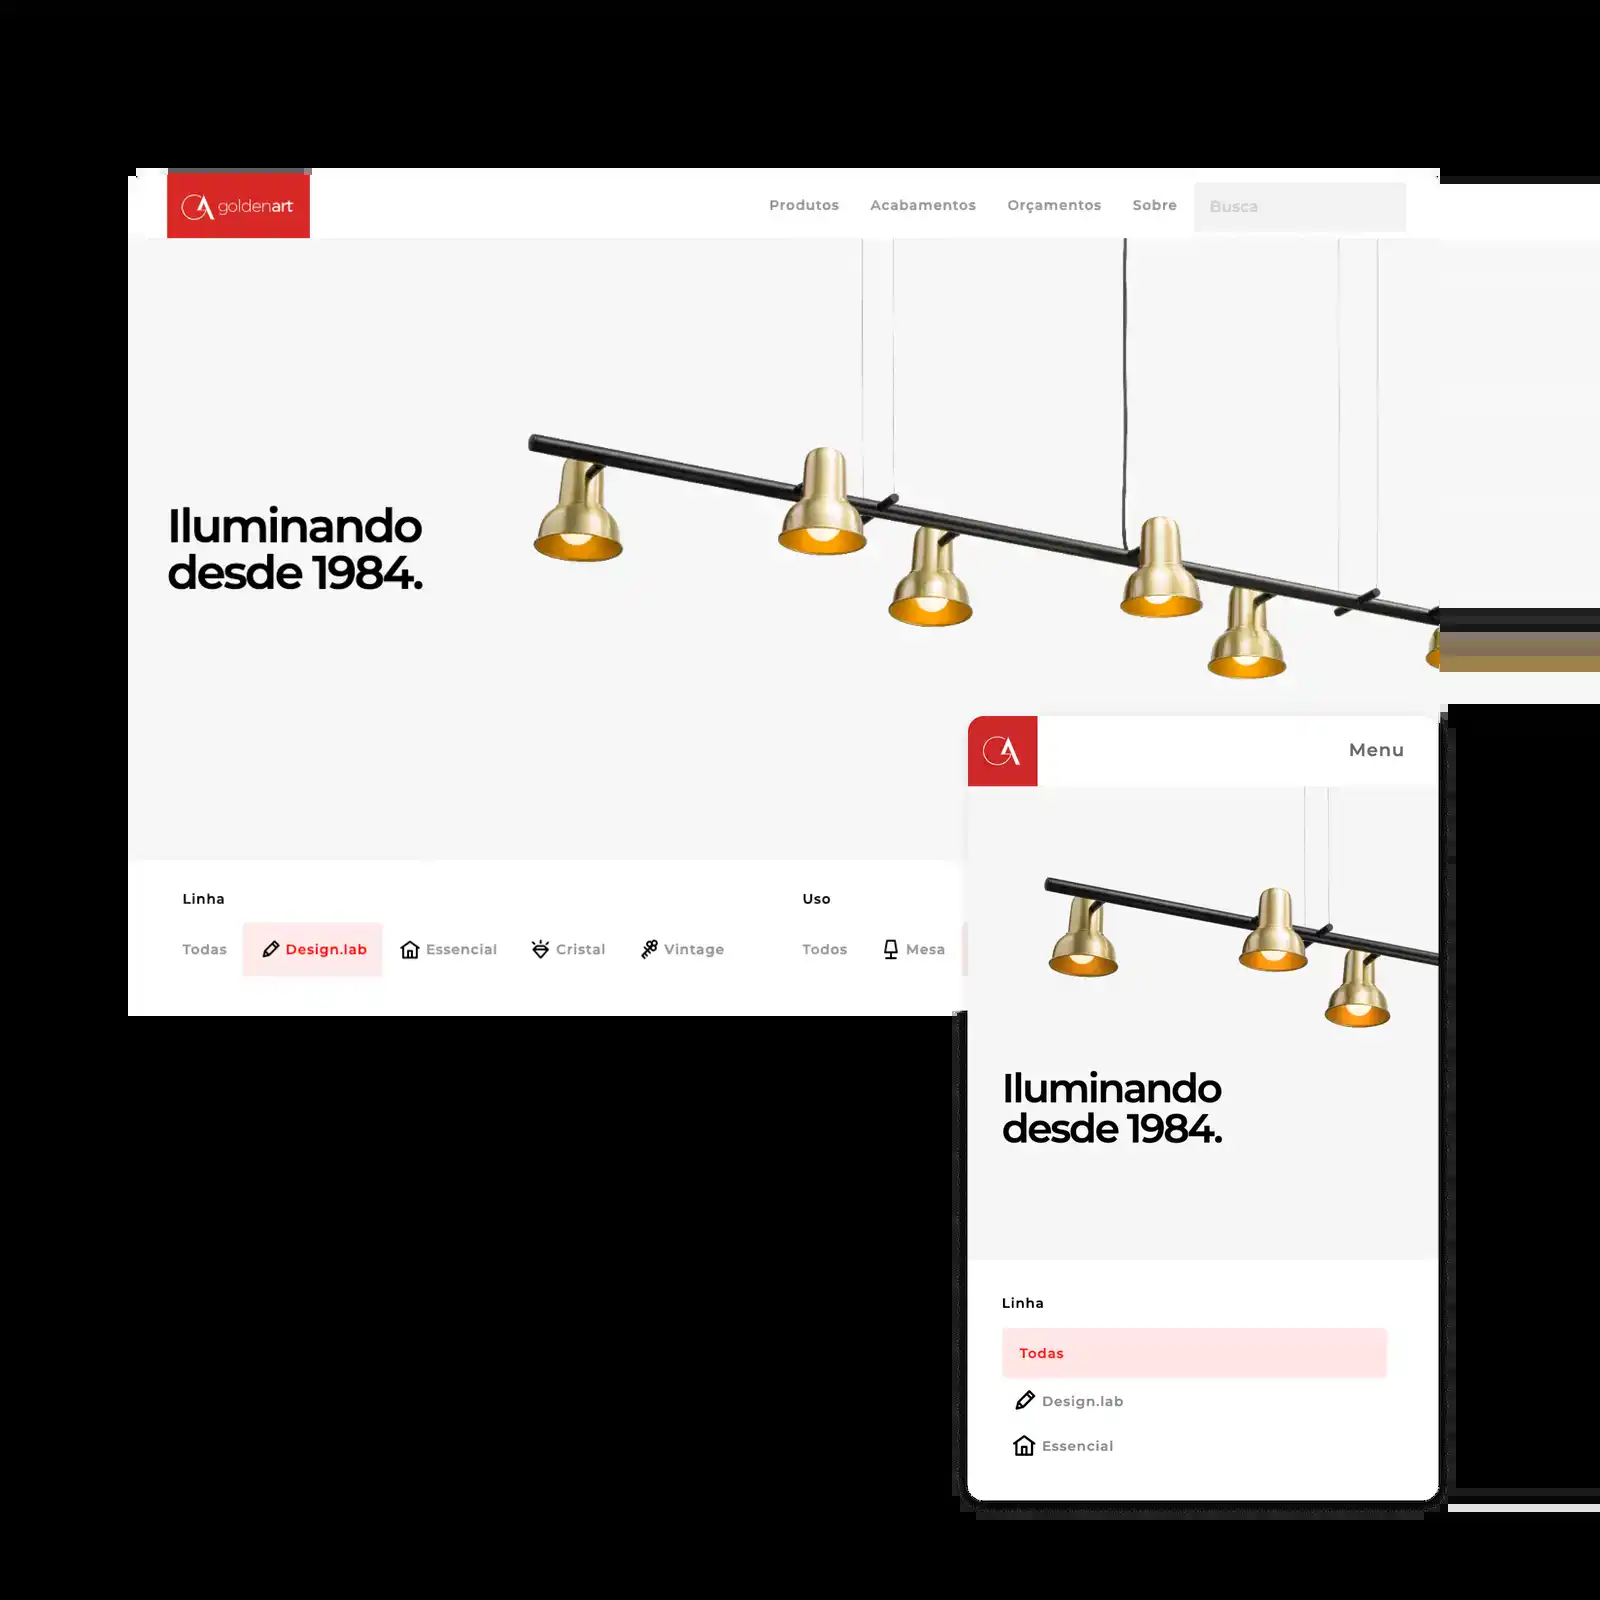 goldenart
Produtos Acabamentos Orçamentos Sobre Busca
Iluminando
desde 1984.
Linha
Todas Design.lab Essencial Cristal Vintage
Uso
Todos Mesa
Menu
Iluminando
desde 1984.
Linha
Todas
Design.lab
Essencial